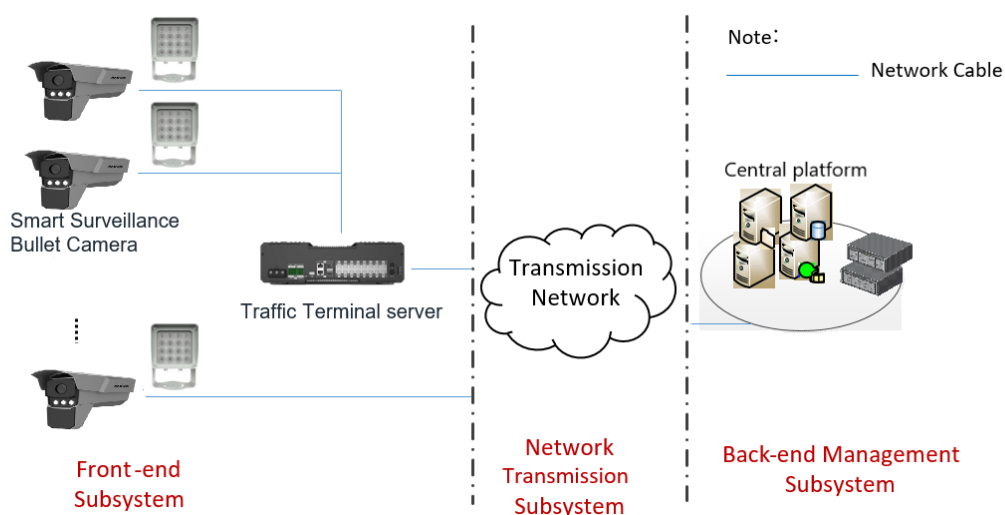 Note:
Network Cable
Central platform
Smart Surveillance
Bullet Camera
Transmission
Network
Traffic Terminal server
Front-end
Subsystem
Network
Transmission
Subsystem
Back-end Management
Subsystem